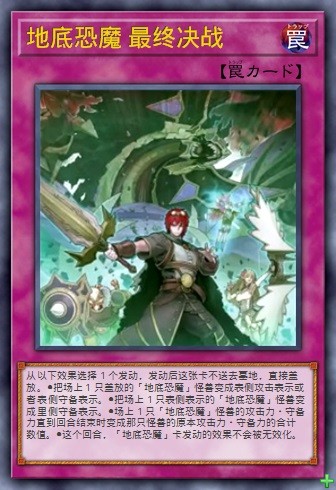 地底恐魔 最终决战
トラップ
罠
【罠カード】
从以下效果选择1个发动，发动后这张卡不送去墓地，直接盖
放。●把场上1只盖放的「地底恐魔」怪兽变成表侧攻击表示或
者表侧守备表示。●把场上1只表侧表示的「地底恐魔」怪兽变
成里侧守备表示。●场上1只「地底恐魔」怪兽的攻击力·守备
力直到回合结束时变成那只怪兽的原本攻击力·守备力的合计
数值。●这个回合，「地底恐魔」卡发动的效果不会被无效化。